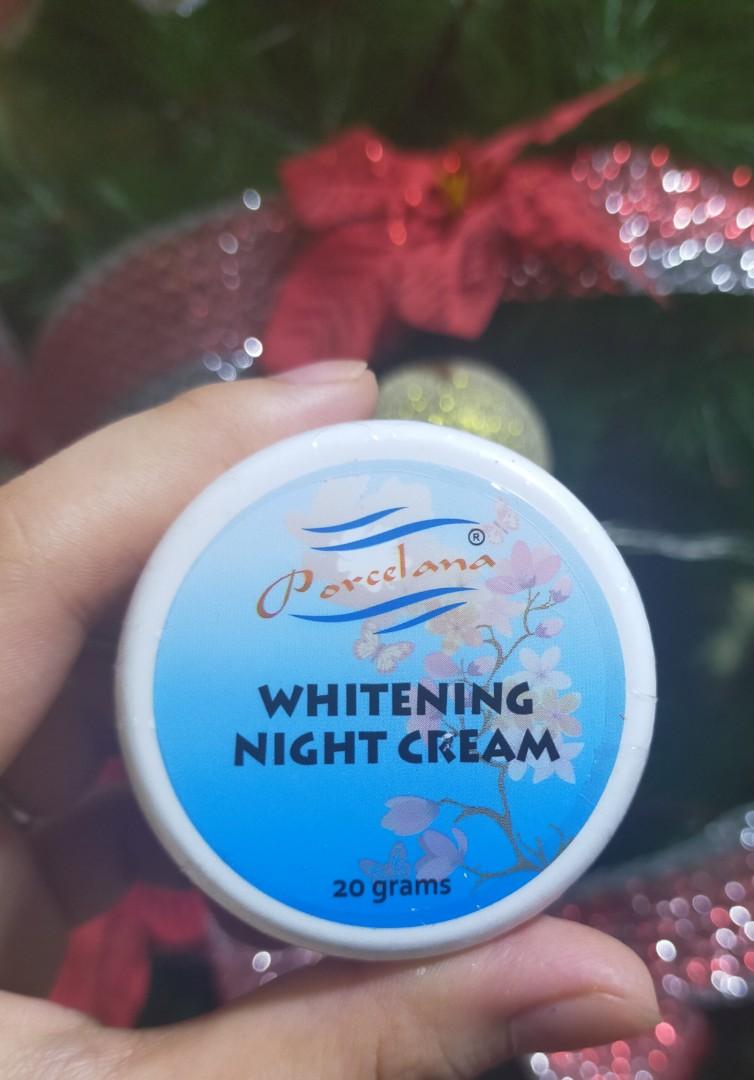 Porcelana®
WHITENING
NIGHT CREAM
20 grams